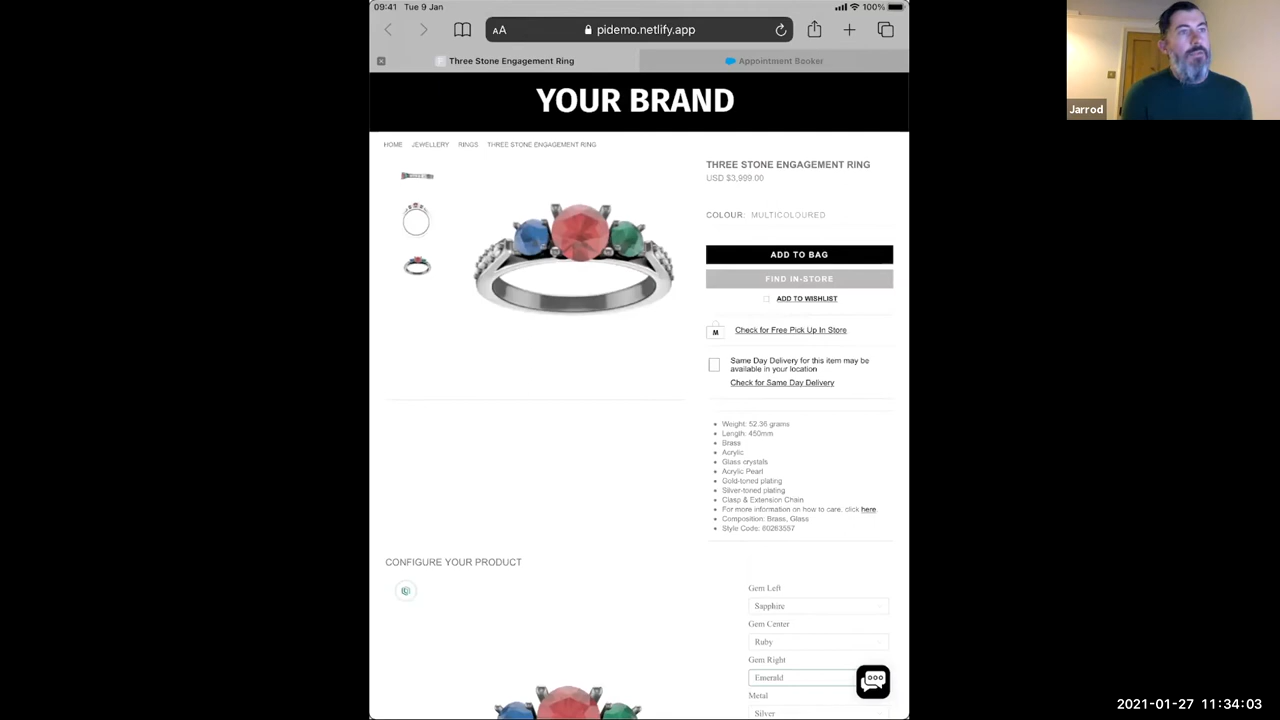 09:41 Tue 9 Jan
100%
AA
pidemo.netlify.app
Three Stone Engagement Ring
Appointment Booker
YOUR BRAND
HOME JEWELLERY RINGS THREE STONE ENGAGEMENT RING
THREE STONE ENGAGEMENT RING
USD $3,999.00
COLOUR: MULTICOLOURED
ADD TO BAG
FIND IN-STORE
ADD TO WISHLIST
M
Check for Free Pick Up In Store
Same Day Delivery for this item may be
available in your location
Check for Same Day Delivery
Weight: 52.36 grams
Length: 450mm
Brass
Acrylic
Glass crystals
Acrylic Pearl
Gold-toned plating
Silver-toned plating
Clasp & Extension Chain
For more information on how to care, click here.
Composition: Brass, Glass
Style Code: 60263557
CONFIGURE YOUR PRODUCT
Gem Left
Sapphire
Gem Center
Ruby
Gem Right
Emerald
Metal
Silver
Jarrod
2021-01-27 11:34:03